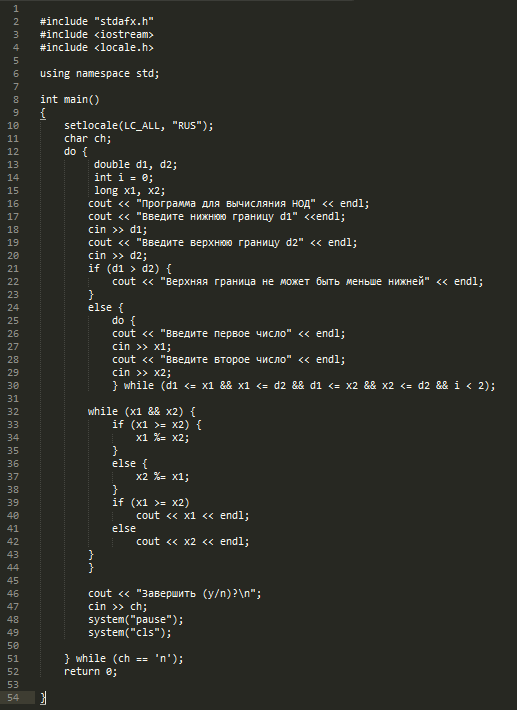 1
2 #include "stdafx.h"
3 #include <iostream>
4 #include <locale.h>
5
6 using namespace std;
7
8 int main()
9 {
10 setlocale(LC_ALL, "RUS");
11 char ch;
12 do {
13 double d1, d2;
14 int i = 0;
15 long x1, x2;
16 cout << "Программа для вычисляния НОД" << endl;
17 cout << "Введите нижнюю границу d1" <<endl;
18 cin >> d1;
19 cout << "Введите верхнюю границу d2" << endl;
20 cin >> d2;
21 if (d1 > d2) {
22 cout << "Верхняя граница не может быть меньше нижней" << endl;
23 }
24 else {
25 do {
26 cout << "Введите первое число" << endl;
27 cin >> x1;
28 cout << "Введите второе число" << endl;
29 cin >> x2;
30 } while (d1 <= x1 && x1 <= d2 && d1 <= x2 && x2 <= d2 && i < 2);
31
32 while (x1 && x2) {
33 if (x1 >= x2) {
34 x1 %= x2;
35 }
36 else {
37 x2 %= x1;
38 }
39 if (x1 >= x2)
40 cout << x1 << endl;
41 else
42 cout << x2 << endl;
43 }
44 }
45
46 cout << "Завершить (y/n)?\n";
47 cin >> ch;
48 system("pause");
49 system("cls");
50
51 } while (ch == 'n');
52 return 0;
53
54 }